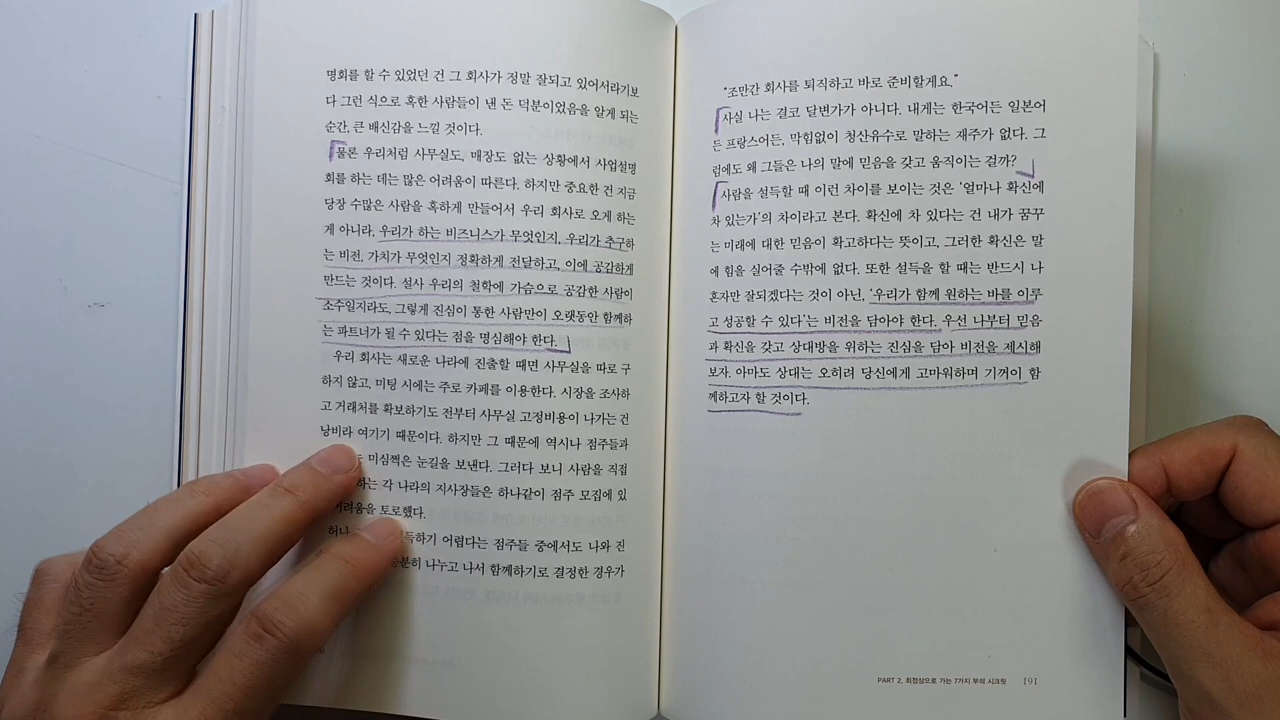 명회를 할 수 있었던 건 그 회사가 정말 잘되고 있어서라기보
다 그런 식으로 혹한 사람들이 낸 돈 덕분이었음을 알게 되는
순간, 큰 배신감을 느낄 것이다.
물론 우리처럼 사무실도, 매장도 없는 상황에서 사업설명
회를 하는 데는 많은 어려움이 따른다. 하지만 중요한 건 지금
당장 수많은 사람을 혹하게 만들어서 우리 회사로 오게 하는
게 아니라, 우리가 하는 비즈니스가 무엇인지, 우리가 추구하
는 비전, 가치가 무엇인지 정확하게 전달하고, 이에 공감하게
만드는 것이다. 설사 우리의 철학에 가슴으로 공감한 사람이
소수일지라도, 그렇게 진심이 통한 사람만이 오랫동안 함께하
는 파트너가 될 수 있다는 점을 명심해야 한다.
우리 회사는 새로운 나라에 진출할 때면 사무실을 따로 구
하지 않고, 미팅 시에는 주로 카페를 이용한다. 시장을 조사하
고 거래처를 확보하기도 전부터 사무실 고정비용이 나가는 건
낭비라 여기기 때문이다. 하지만 그 때문에 역시나 점주들과
미심쩍은 눈길을 보낸다. 그러다 보니 사람을 직접
하는 각 나라의 지사장들은 하나같이 점주 모집에 있
어려움을 토로했다.
허나 어렵다는 점주들 중에서도 나와 진
충분히 나누고 나서 함께하기로 결정한 경우가
"조만간 회사를 퇴직하고 바로 준비할게요."
사실 나는 결코 달변가가 아니다. 내게는 한국어든 일본어
든 프랑스어든, 막힘없이 청산유수로 말하는 재주가 없다. 그
럼에도 왜 그들은 나의 말에 믿음을 갖고 움직이는 걸까?
사람을 설득할 때 이런 차이를 보이는 것은 '얼마나 확신에
차 있는가'의 차이라고 본다. 확신에 차 있다는 건 내가 꿈꾸
는 미래에 대한 믿음이 확고하다는 뜻이고, 그러한 확신은 말
에 힘을 실어줄 수밖에 없다. 또한 설득을 할 때는 반드시 나
혼자만 잘되겠다는 것이 아닌, '우리가 함께 원하는 바를 이루
고 성공할 수 있다'는 비전을 담아야 한다. 우선 나부터 믿음
과 확신을 갖고 상대방을 위하는 진심을 담아 비전을 제시해
보자. 아마도 상대는 오히려 당신에게 고마워하며 기꺼이 함
께하고자 할 것이다.
PART 2. 최정상으로 가는 7가지 부의 시크릿 191